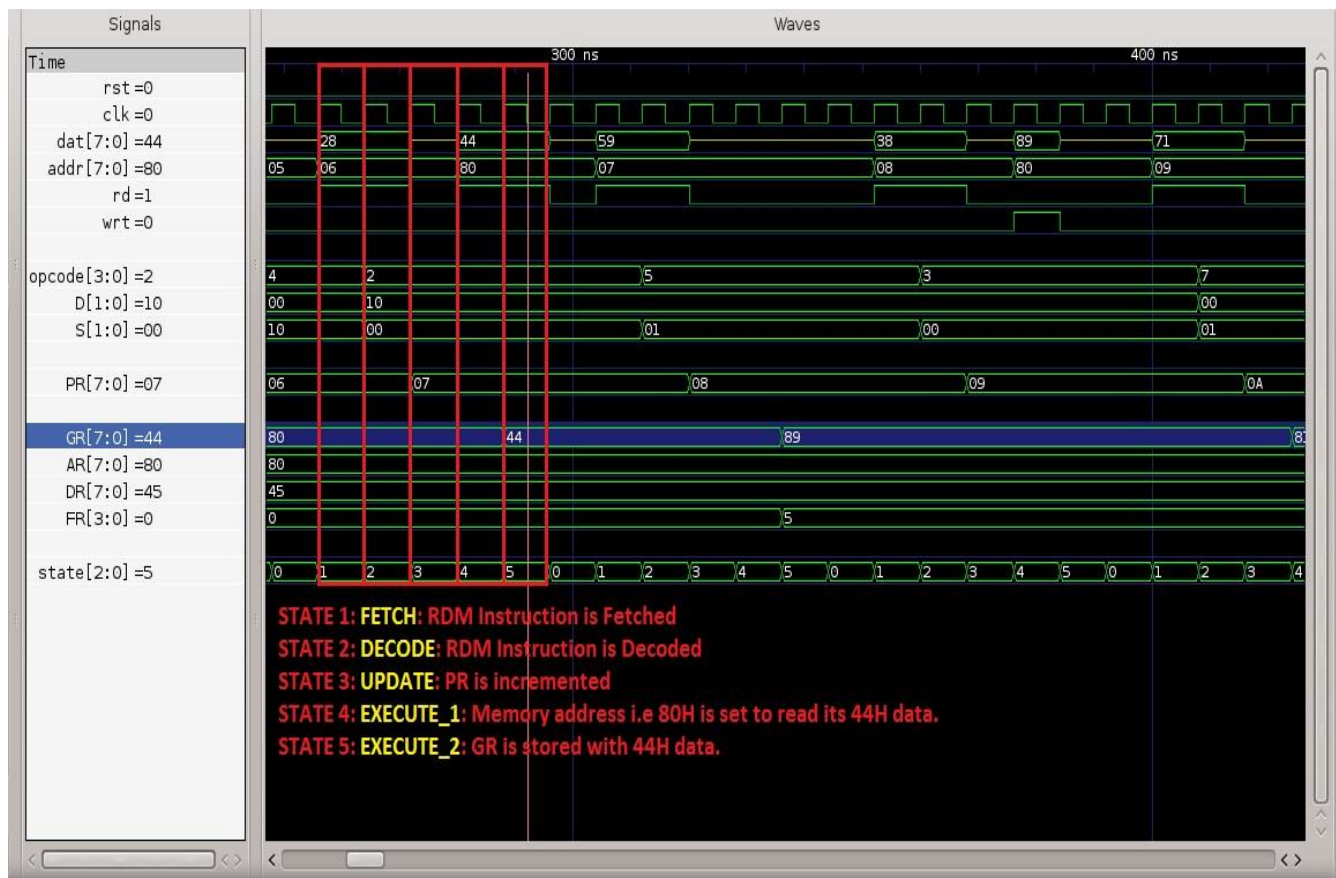 Signals
Waves
Time
300 ns
400 ns
rst=0
clk=0
dat[7:0]=44
28
44
59
38
89
71
addr[7:0]=80
05
06
80
07
08
80
09
rd=1
wrt=0
opcode[3:0]=2
4
2
5
3
7
D[1:0]=10
00
10
00
S[1:0]=00
10
00
01
00
01
PR[7:0]=07
06
07
08
09
0A
GR[7:0]=44
80
44
89
AR[7:0]=80
80
DR[7:0]=45
45
FR[3:0]=0
0
5
state[2:0]=5
0
1
2
3
4
5
0
1
2
3
4
5
0
1
2
3
4
5
0
1
2
3
4
STATE 1: FETCH: RDM Instruction is Fetched
STATE 2: DECODE: RDM Instruction is Decoded
STATE 3: UPDATE: PR is incremented
STATE 4: EXECUTE_1: Memory address i.e 80H is set to read its 44H data.
STATE 5: EXECUTE_2: GR is stored with 44H data.